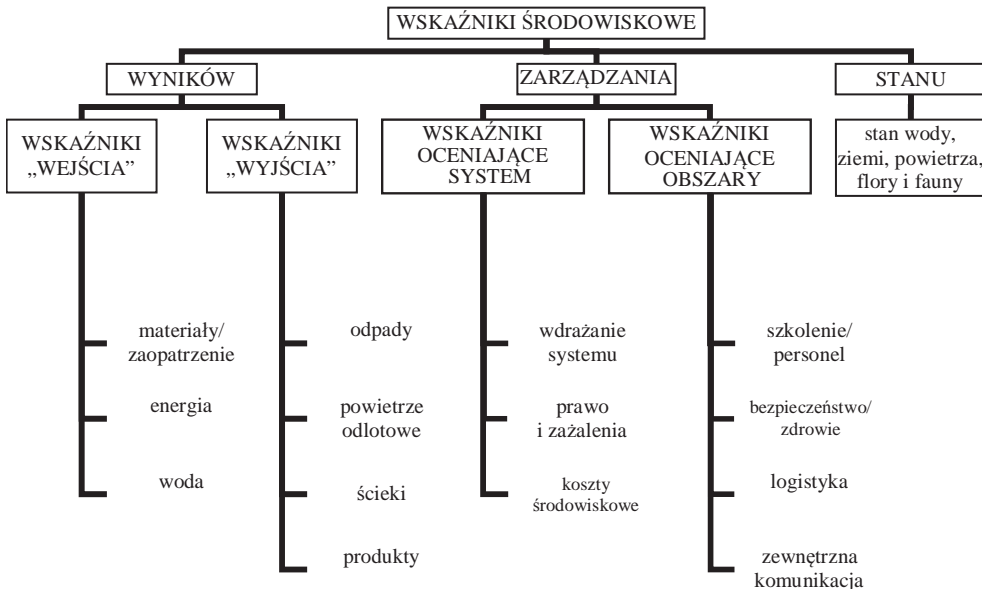 WSKAŹNIKI ŚRODOWISKOWE
WYNIKÓW
ZARZĄDZANIA
STANU
WSKAŹNIKI
„WEJŚCIA”
WSKAŹNIKI
„WYJŚCIA”
WSKAŹNIKI
OCENIAJĄCE
SYSTEM
WSKAŹNIKI
OCENIAJĄCE
OBSZARY
stan wody,
ziemi, powietrza,
flory i fauny
materiały/
zaopatrzenie
energia
woda
odpady
powietrze
odlotowe
ścieki
produkty
wdrażanie
systemu
prawo
i zażalenia
koszty
środowiskowe
szkolenie/
personel
bezpieczeństwo/
zdrowie
logistyka
zewnętrzna
komunikacja